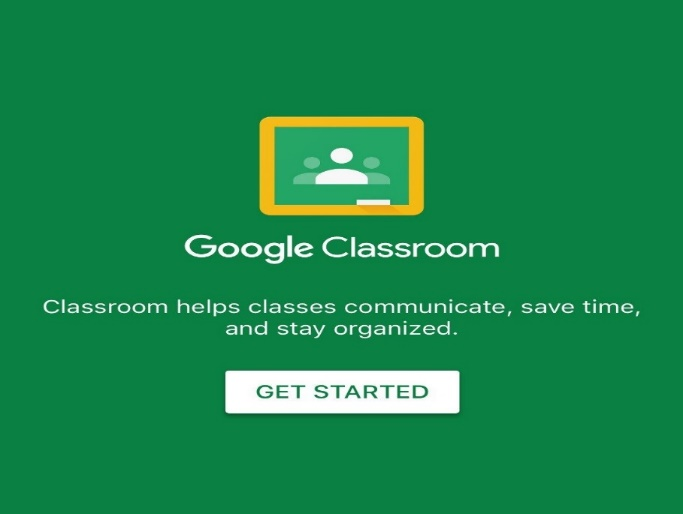 Google Classroom
Classroom helps classes communicate, save time,
and stay organized.
GET STARTED